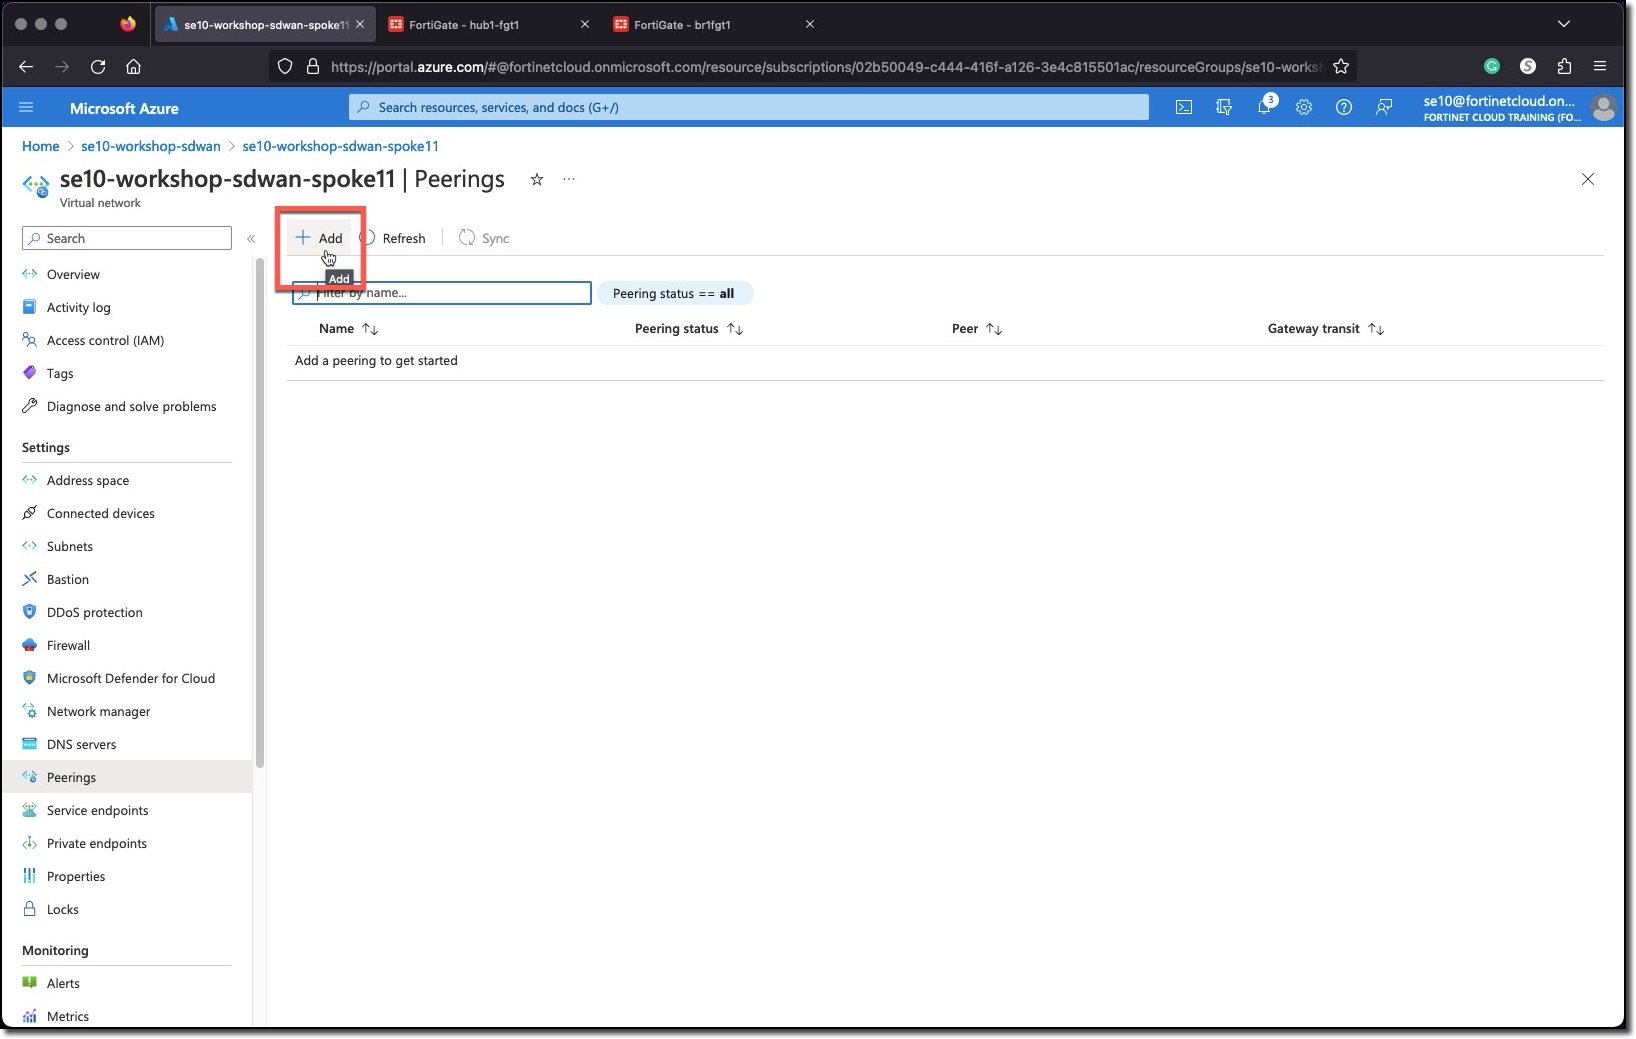 se10-workshop-sdwan-spoke11
FortiGate - hub1-fgt1
FortiGate - br1fgt1
https://portal.azure.com/#@fortinetcloud.onmicrosoft.com/resource/subscriptions/02b50049-c444-416f-a126-3e4c815501ac/resourceGroups/se10-worksh
Microsoft Azure
Search resources, services, and docs (G+/)
3
se10@fortinetcloud.on...
FORTINET CLOUD TRAINING (FO...
Home > se10-workshop-sdwan > se10-workshop-sdwan-spoke11
se10-workshop-sdwan-spoke11 | Peerings
Virtual network
Search
Add
Refresh
Sync
Add
Filter by name...
Peering status == all
Name
Peering status
Peer
Gateway transit
Add a peering to get started
Overview
Activity log
Access control (IAM)
Tags
Diagnose and solve problems
Settings
Address space
Connected devices
Subnets
Bastion
DDoS protection
Firewall
Microsoft Defender for Cloud
Network manager
DNS servers
Peerings
Service endpoints
Private endpoints
Properties
Locks
Monitoring
Alerts
Metrics